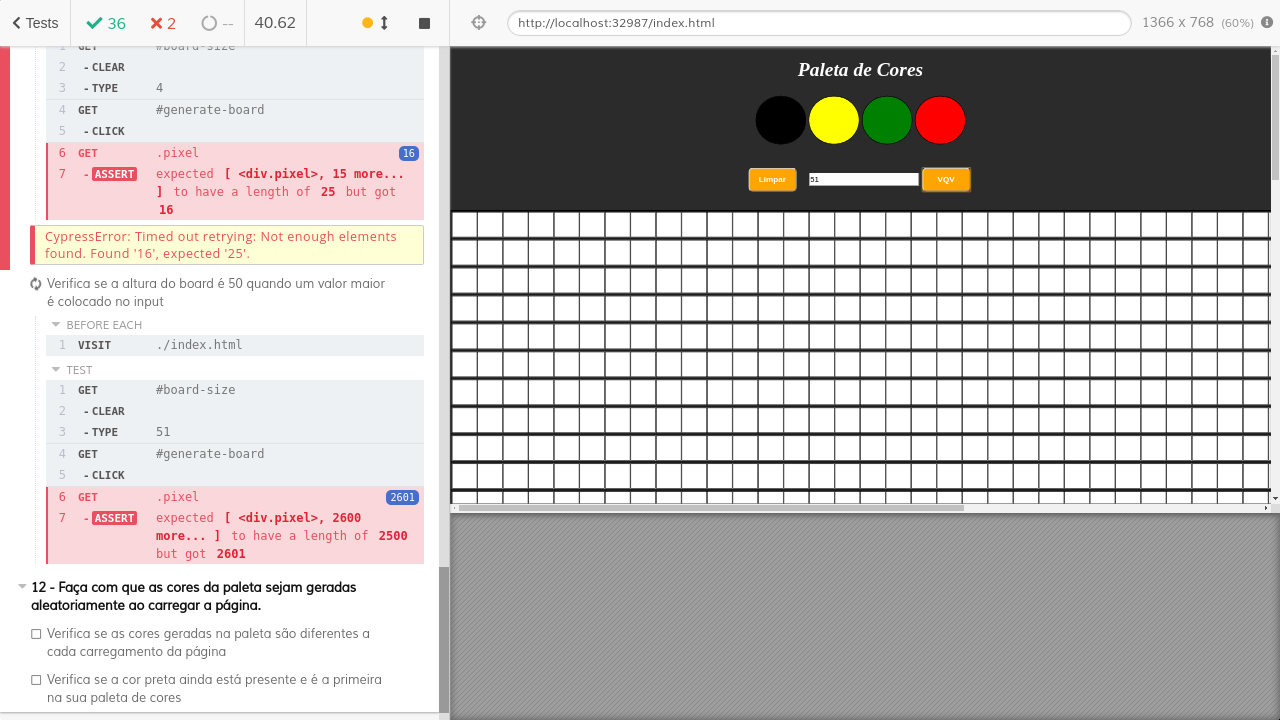 Tests
36
2
--
40.62
http://localhost:32987/index.html
1366 x 768 (60%)
1 GET #board-size
2 - CLEAR
3 - TYPE 4
4 GET #generate-board
5 - CLICK
6 GET .pixel 16
7 - ASSERT expected [ <div.pixel>, 15 more...
] to have a length of 25 but got
16
CypressError: Timed out retrying: Not enough elements
found. Found '16', expected '25'.
Verifica se a altura do board é 50 quando um valor maior
é colocado no input
BEFORE EACH
1 VISIT ./index.html
TEST
1 GET #board-size
2 - CLEAR
3 - TYPE 51
4 GET #generate-board
5 - CLICK
6 GET .pixel 2601
7 - ASSERT expected [ <div.pixel>, 2600
more... ] to have a length of 2500
but got 2601
12 - Faça com que as cores da paleta sejam geradas
aleatoriamente ao carregar a página.
Verifica se as cores geradas na paleta são diferentes a
cada carregamento da página
Verifica se a cor preta ainda está presente e é a primeira
na sua paleta de cores
Paleta de Cores
Limpar 51 VQV